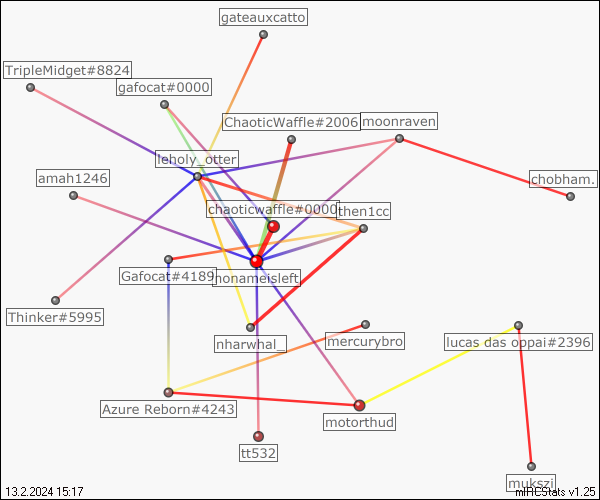 gateauxcatto
TripleMidget#8824
gafocat#0000
ChaoticWaffle#2006
moonraven
leholy_otter
amah1246
chobham.
chaoticwaffle#0000
then1cc
Gafocat#4189
nonameisleft
Thinker#5995
nharwhal_
mercurybro
lucas das oppai#2396
Azure Reborn#4243
motorthud
tt532
mukszi
13.2.2024 15:17
mIRCStats v1.25